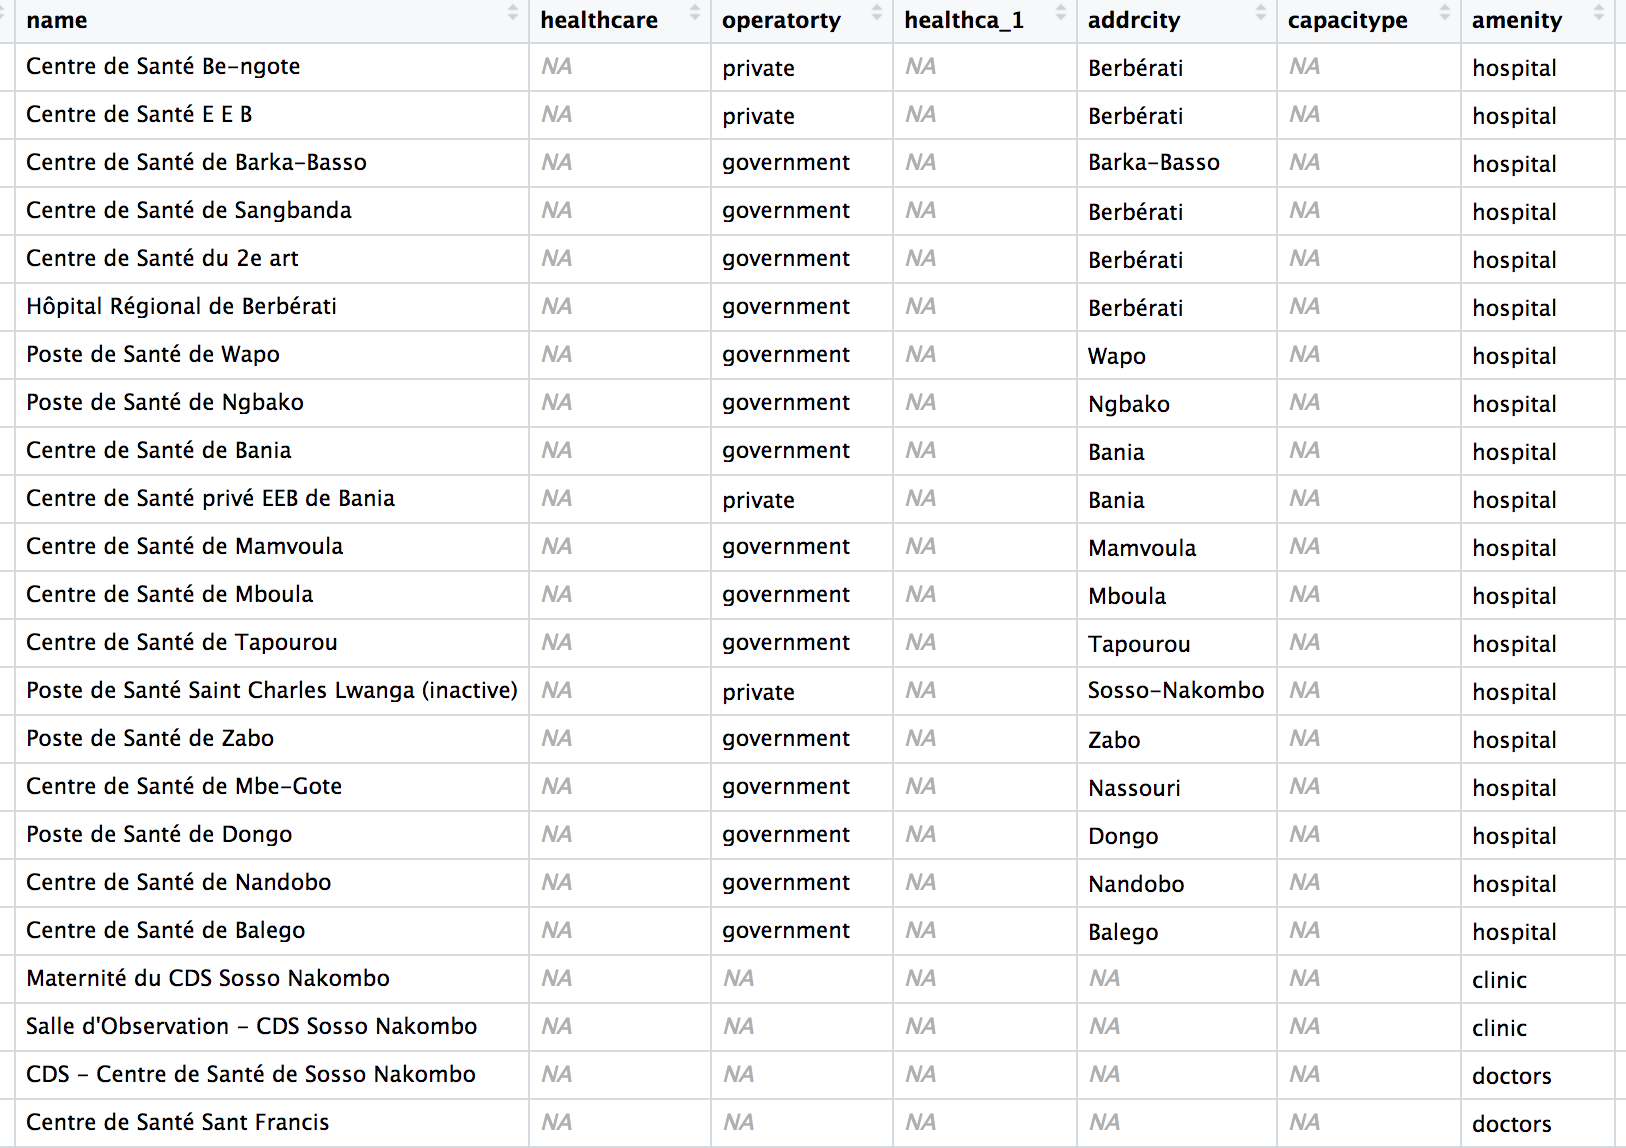 name healthcare operatorty healthca_1 addrcity capacitype amenity
Centre de Santé Be-ngote NA private NA Berbérati NA hospital
Centre de Santé E E B NA private NA Berbérati NA hospital
Centre de Santé de Barka-Basso NA government NA Barka-Basso NA hospital
Centre de Santé de Sangbanda NA government NA Berbérati NA hospital
Centre de Santé du 2e art NA government NA Berbérati NA hospital
Hôpital Régional de Berbérati NA government NA Berbérati NA hospital
Poste de Santé de Wapo NA government NA Wapo NA hospital
Poste de Santé de Ngbako NA government NA Ngbako NA hospital
Centre de Santé de Bania NA government NA Bania NA hospital
Centre de Santé privé EEB de Bania NA private NA Bania NA hospital
Centre de Santé de Mamvoula NA government NA Mamvoula NA hospital
Centre de Santé de Mboula NA government NA Mboula NA hospital
Centre de Santé de Tapourou NA government NA Tapourou NA hospital
Poste de Santé Saint Charles Lwanga (inactive) NA private NA Sosso-Nakombo NA hospital
Poste de Santé de Zabo NA government NA Zabo NA hospital
Centre de Santé de Mbe-Gote NA government NA Nassouri NA hospital
Poste de Santé de Dongo NA government NA Dongo NA hospital
Centre de Santé de Nandobo NA government NA Nandobo NA hospital
Centre de Santé de Balego NA government NA Balego NA hospital
Maternité du CDS Sosso Nakombo NA NA NA NA NA clinic
Salle d'Observation - CDS Sosso Nakombo NA NA NA NA NA clinic
CDS - Centre de Santé de Sosso Nakombo NA NA NA NA NA doctors
Centre de Santé Sant Francis NA NA NA NA NA doctors